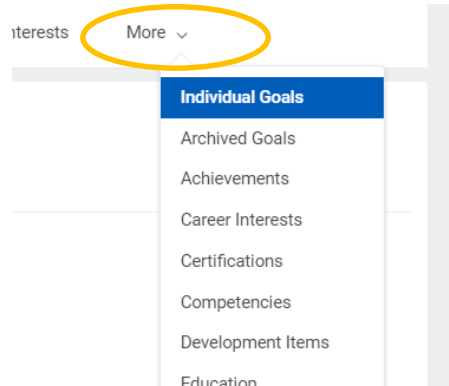 nterests More
Individual Goals
Archived Goals
Achievements
Career Interests
Certifications
Competencies
Development Items
Education